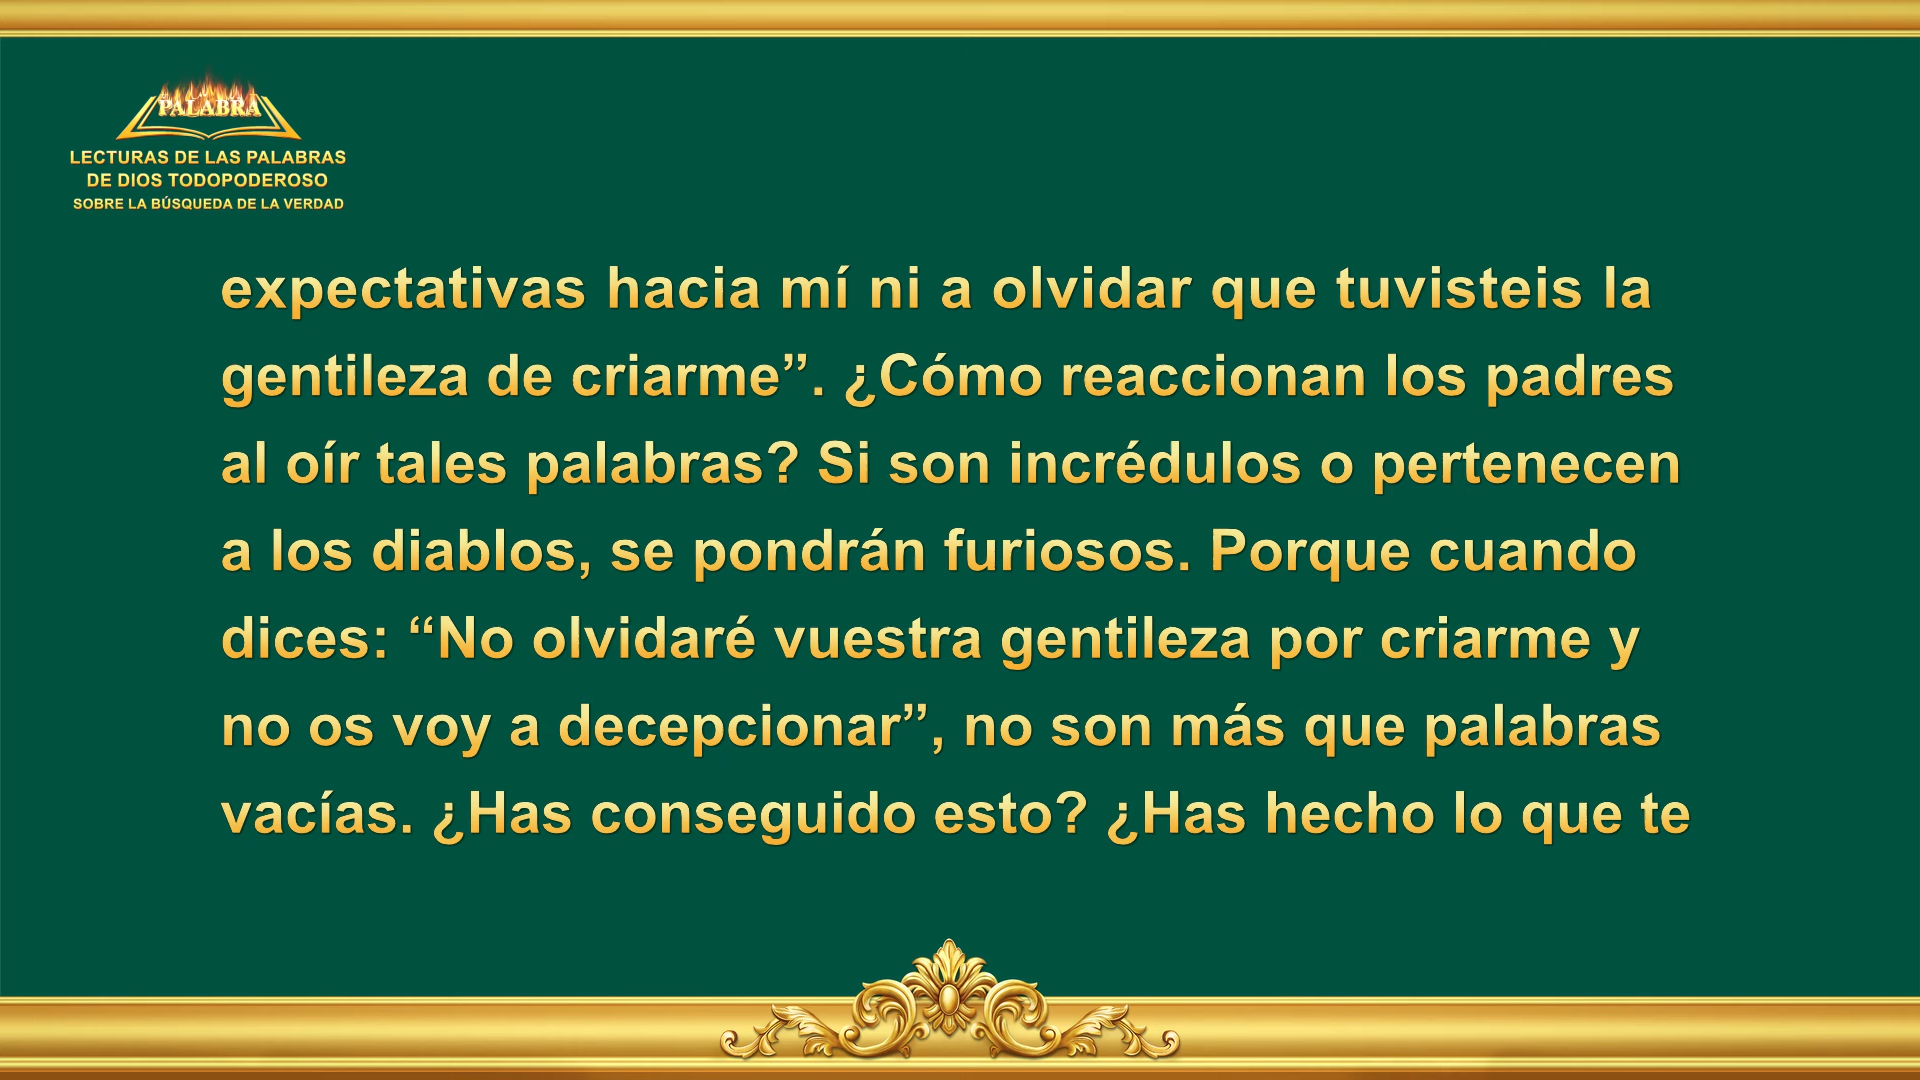 PALABRA
LECTURAS DE LAS PALABRAS
DE DIOS TODOPODEROSO
SOBRE LA BÚSQUEDA DE LA VERDAD
expectativas hacia mí ni a olvidar que tuvisteis la
gentileza de criarme”. ¿Cómo reaccionan los padres
al oír tales palabras? Si son incrédulos o pertenecen
a los diablos, se pondrán furiosos. Porque cuando
dices: “No olvidaré vuestra gentileza por criarme y
no os voy a decepcionar”, no son más que palabras
vacías. ¿Has conseguido esto? ¿Has hecho lo que te